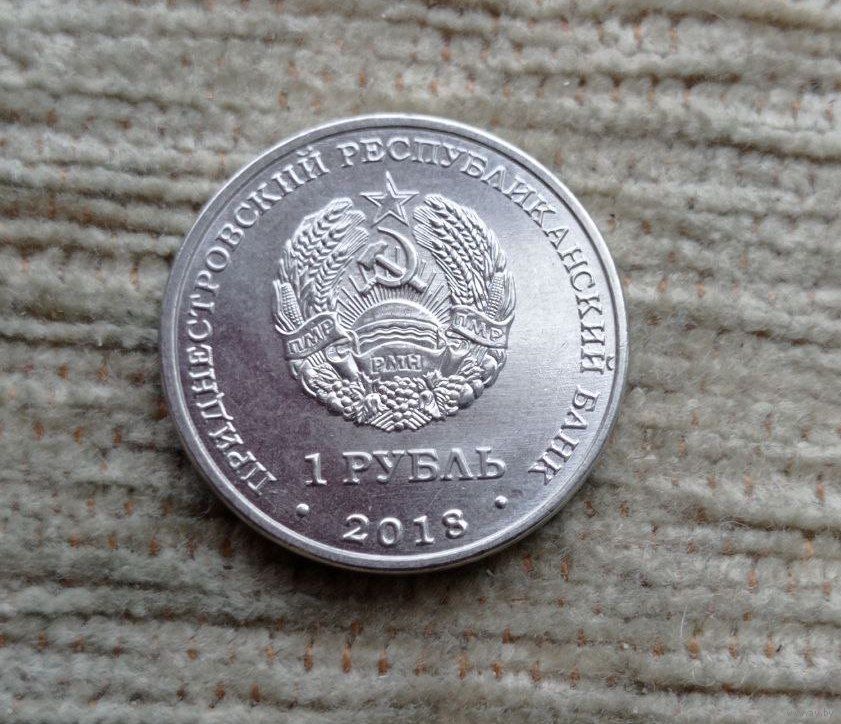 ПРИДНЕСТРОВСКИЙ РЕСПУБЛИКАНСКИЙ БАНК
ПМР
ПМР
РМН
1 РУБЛЬ
• 2018 •